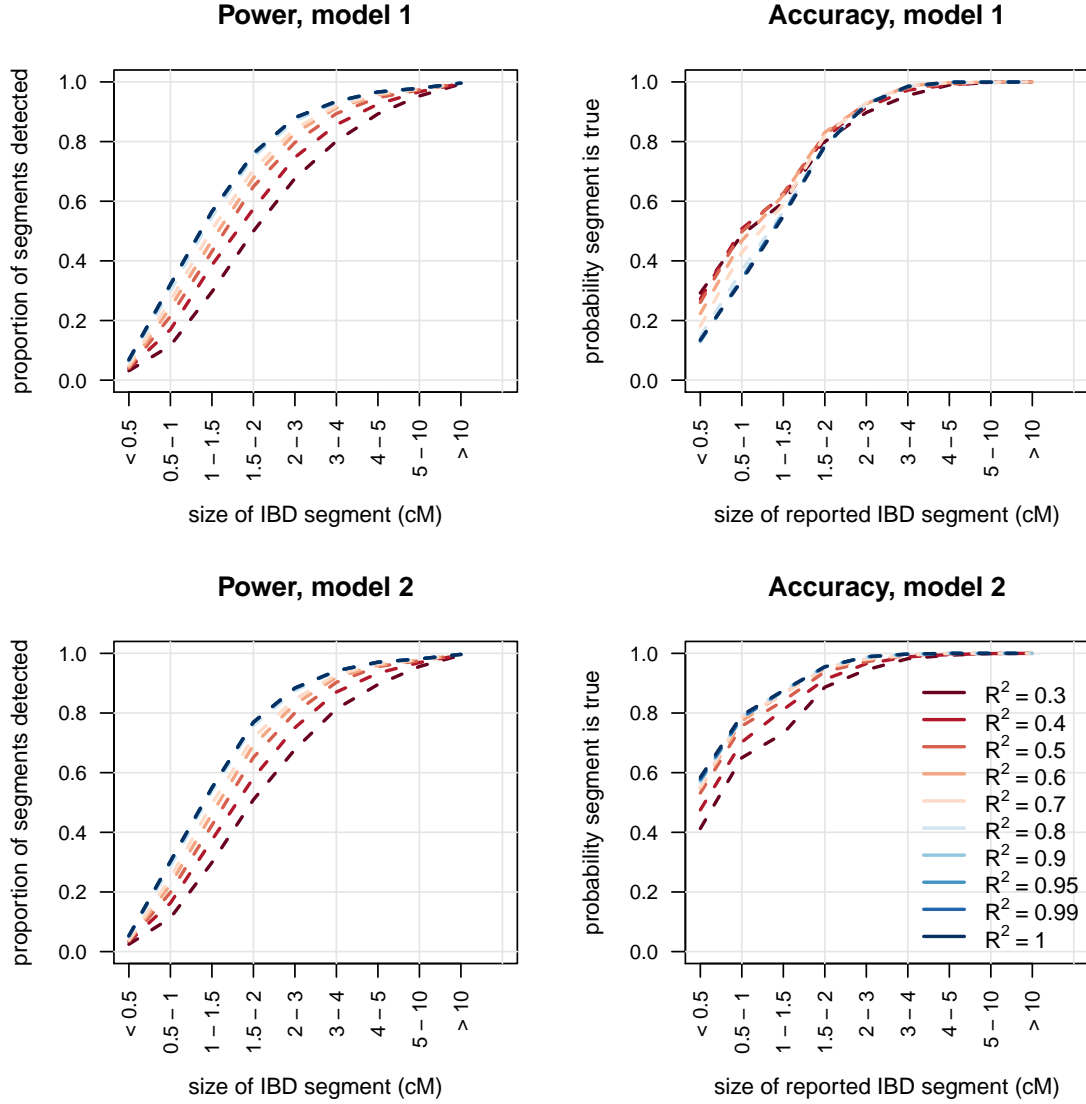 Power, model 1
proportion of segments detected
1.0
0.8
0.6
0.4
0.2
0.0
< 0.5
0.5 − 1
1 − 1.5
1.5 − 2
2 − 3
3 − 4
4 − 5
5 − 10
> 10
size of IBD segment (cM)
Accuracy, model 1
probability segment is true
1.0
0.8
0.6
0.4
0.2
0.0
< 0.5
0.5 − 1
1 − 1.5
1.5 − 2
2 − 3
3 − 4
4 − 5
5 − 10
> 10
size of reported IBD segment (cM)
Power, model 2
proportion of segments detected
1.0
0.8
0.6
0.4
0.2
0.0
< 0.5
0.5 − 1
1 − 1.5
1.5 − 2
2 − 3
3 − 4
4 − 5
5 − 10
> 10
size of IBD segment (cM)
Accuracy, model 2
probability segment is true
1.0
0.8
0.6
0.4
0.2
0.0
R² = 0.3
R² = 0.4
R² = 0.5
R² = 0.6
R² = 0.7
R² = 0.8
R² = 0.9
R² = 0.95
R² = 0.99
R² = 1
< 0.5
0.5 − 1
1 − 1.5
1.5 − 2
2 − 3
3 − 4
4 − 5
5 − 10
> 10
size of reported IBD segment (cM)